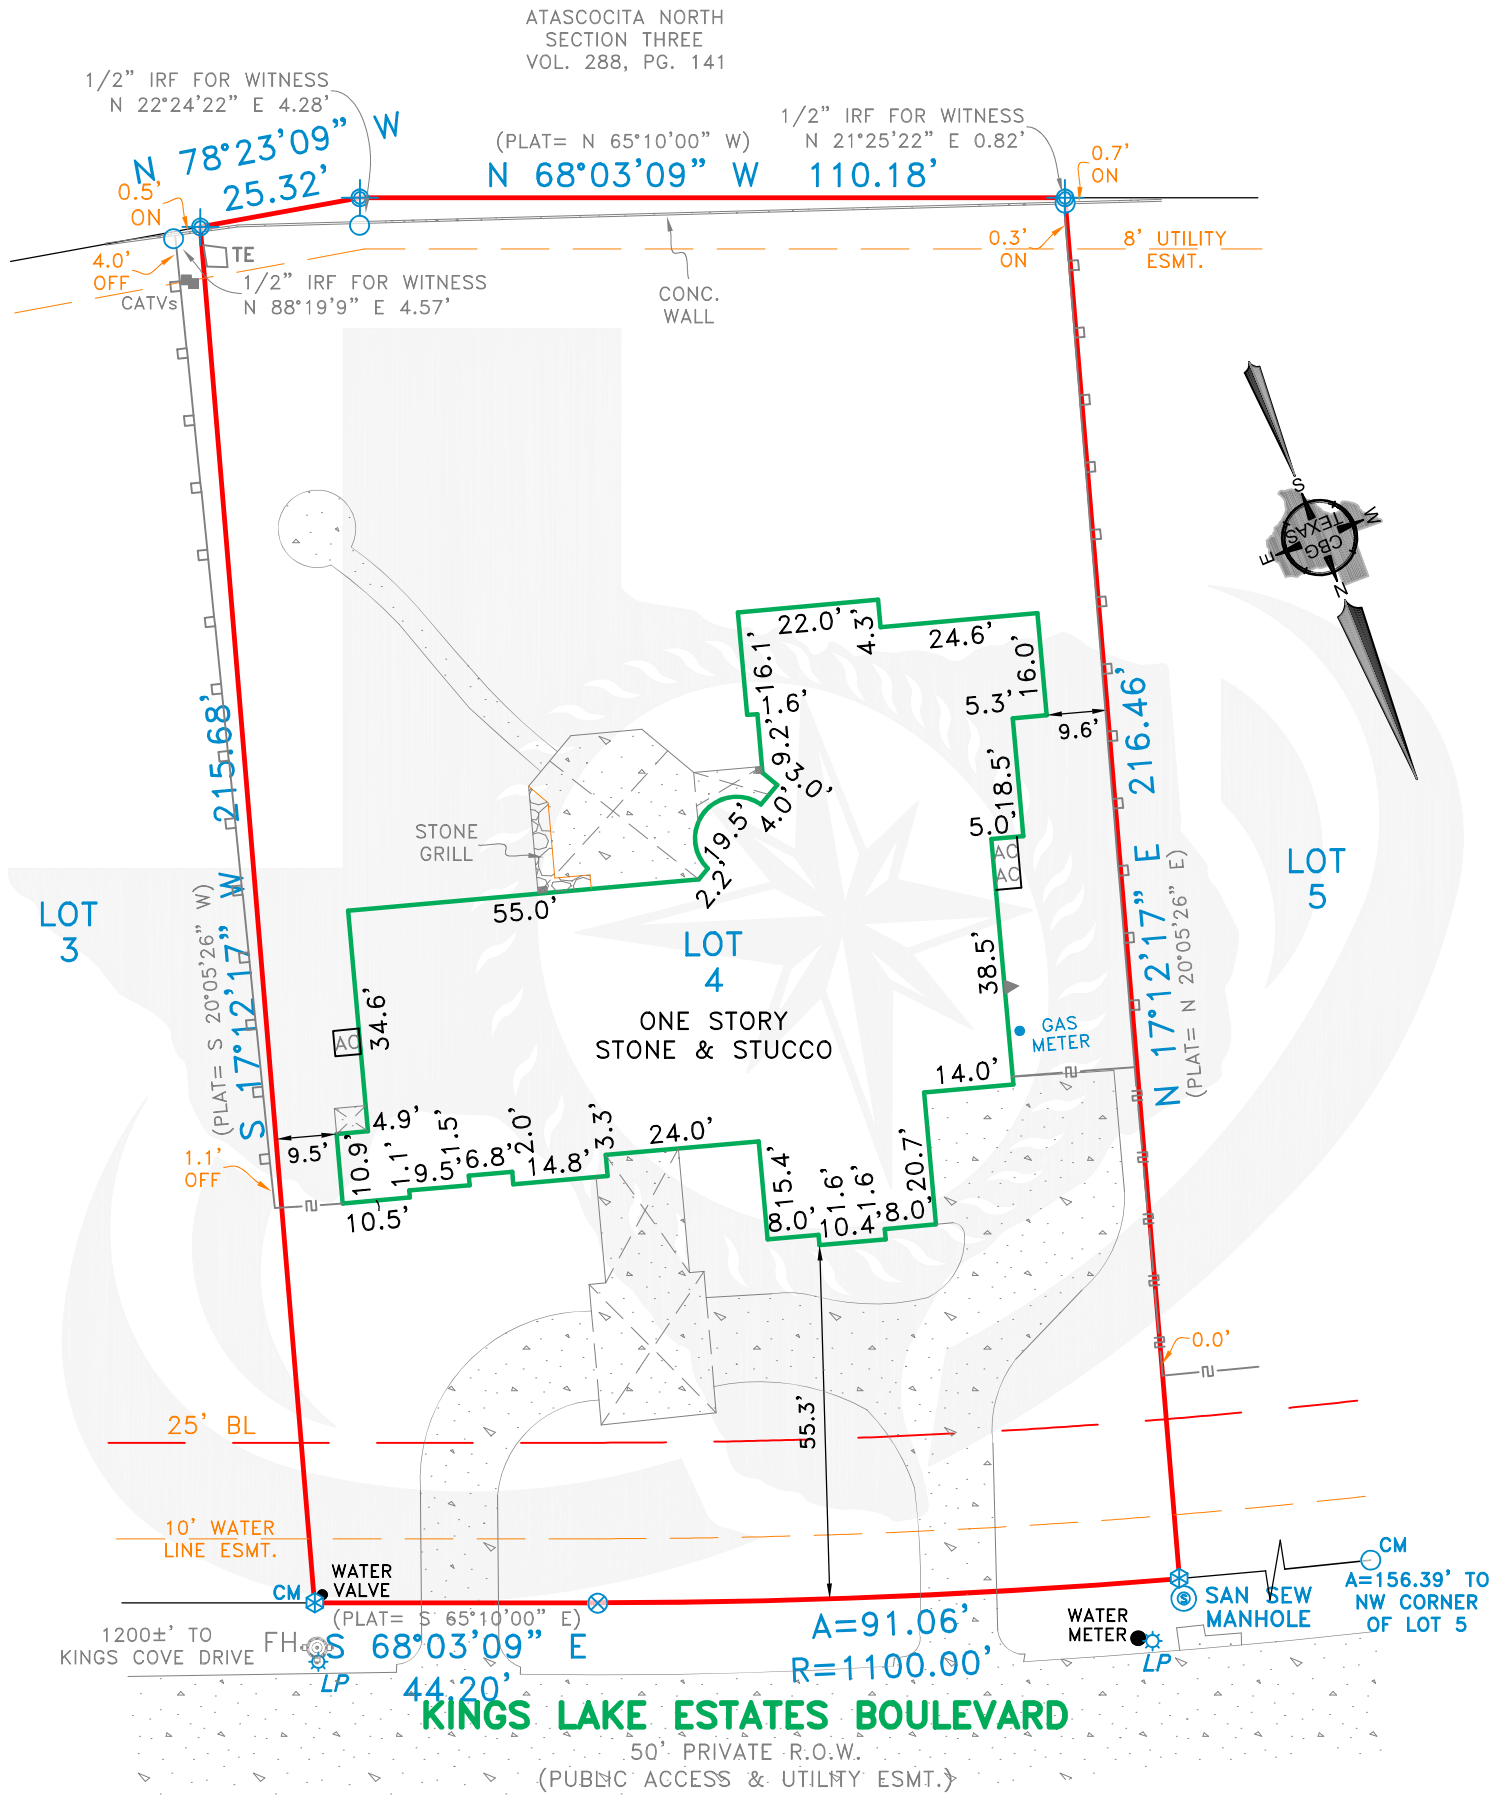 ATASCOCITA NORTH
SECTION THREE
VOL. 288, PG. 141
1/2" IRF FOR WITNESS
N 22°24'22" E 4.28'
N 78°23'09" W
25.32'
(PLAT= N 65°10'00" W)
N 68°03'09" W 110.18'
1/2" IRF FOR WITNESS
N 21°25'22" E 0.82'
0.7'
ON
0.5'
ON
4.0'
OFF
CATVs
TE
1/2" IRF FOR WITNESS
N 88°19'9" E 4.57'
CONC.
WALL
0.3'
ON
8' UTILITY
ESMT.
S
W
E
N
CBG
TEXAS
22.0'
4.3'
24.6'
16.1'
16.0'
1.6'
5.3'
9.6'
9.2'
3.0'
4.0'
18.5'
19.5'
5.0'
2.2'
AC
AC
STONE
GRILL
55.0'
S 17°12'17" W 215.68'
(PLAT= S 20°05'26" W)
N 17°12'17" E 216.46'
(PLAT= N 20°05'26" E)
LOT
3
LOT
4
LOT
5
ONE STORY
STONE & STUCCO
38.5'
GAS
METER
34.6'
AC
14.0'
4.9'
9.5'
10.9'
1.1'
1.5'
9.5'
6.8'
2.0'
14.8'
3.3'
24.0'
10.5'
15.4'
1.6'
1.6'
20.7'
8.0'
10.4'
8.0'
1.1'
OFF
0.0'
55.3'
25' BL
10' WATER
LINE ESMT.
WATER
VALVE
CM
(PLAT= S 65°10'00" E)
S 68°03'09" E
44.20'
1200±' TO
KINGS COVE DRIVE
FH
LP
A=91.06'
R=1100.00'
WATER
METER
LP
S
SAN SEW
MANHOLE
CM
A=156.39' TO
NW CORNER
OF LOT 5
KINGS LAKE ESTATES BOULEVARD
50' PRIVATE R.O.W.
(PUBLIC ACCESS & UTILITY ESMT.)